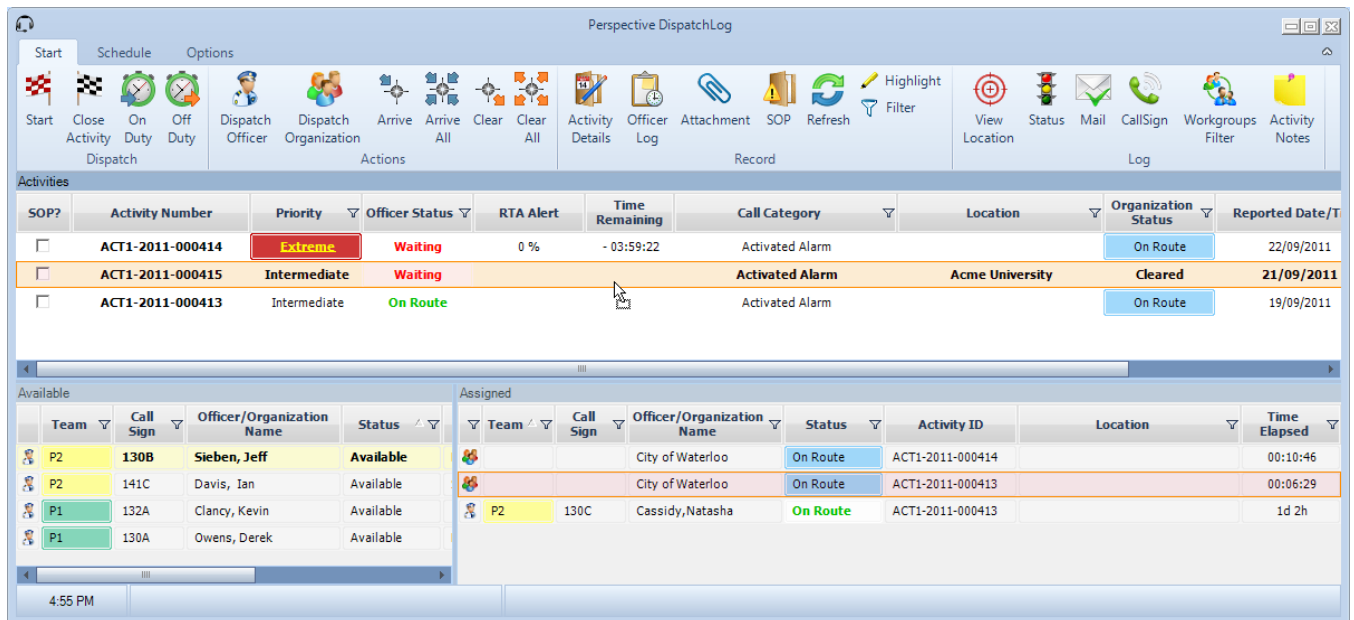 Perspective DispatchLog
Start Schedule Options
Start Close Activity On Duty Off Duty Dispatch Officer Dispatch Organization Arrive Arrive All Clear Clear All Activity Details Officer Log Attachment SOP Refresh Highlight Filter View Location Status Mail CallSign Workgroups Filter Activity Notes
Dispatch Actions Record Log
Activities
SOP? Activity Number Priority Officer Status RTA Alert Time Remaining Call Category Location Organization Status Reported Date/T
ACT1-2011-000414 Extreme Waiting 0 % - 03:59:22 Activated Alarm On Route 22/09/2011
ACT1-2011-000415 Intermediate Waiting Activated Alarm Acme University Cleared 21/09/2011
ACT1-2011-000413 Intermediate On Route Activated Alarm On Route 19/09/2011
Available
Team Call Sign Officer/Organization Name Status
P2 130B Sieben, Jeff Available
P2 141C Davis, Ian Available
P1 132A Clancy, Kevin Available
P1 130A Owens, Derek Available
Assigned
Team Call Sign Officer/Organization Name Status Activity ID Location Time Elapsed
City of Waterloo On Route ACT1-2011-000414 00:10:46
City of Waterloo On Route ACT1-2011-000413 00:06:29
P2 130C Cassidy,Natasha On Route ACT1-2011-000413 1d 2h
4:55 PM